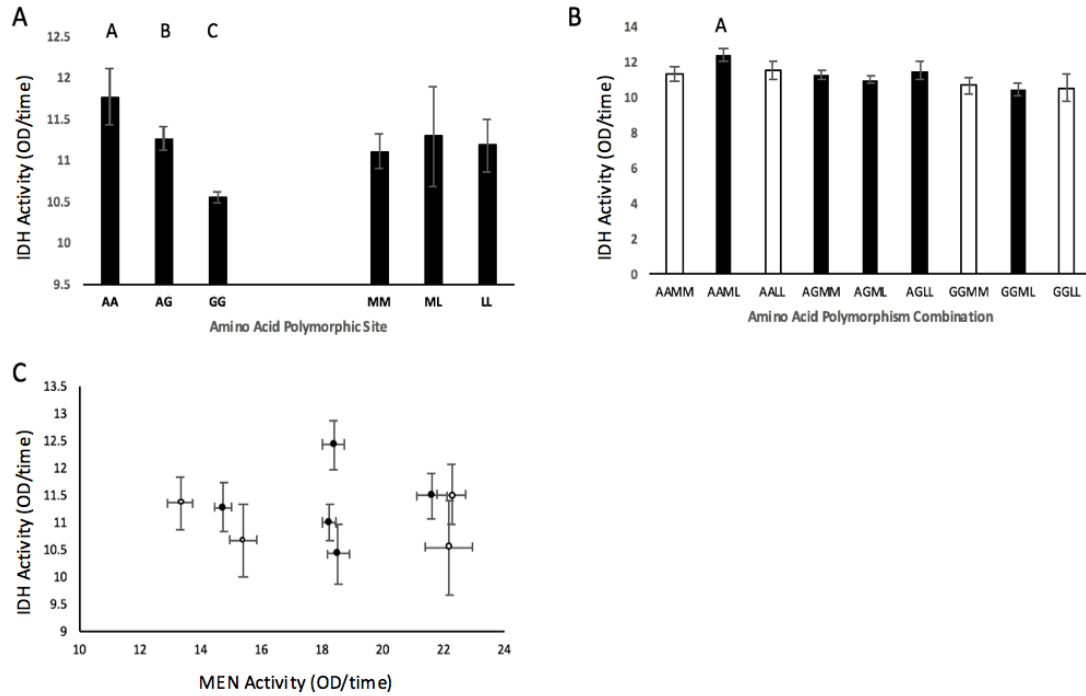 A
A B C
12.5
12
11.5
11
10.5
10
9.5
IDH Activity (OD/time)
AA AG GG MM ML LL
Amino Acid Polymorphic Site
B
A
14
12
10
8
6
4
2
0
IDH Activity (OD/time)
AAMM AAML AALL AGMM AGML AGLL GGMM GGML GGLL
Amino Acid Polymorphism Combination
C
13.5
13
12.5
12
11.5
11
10.5
10
9.5
9
IDH Activity (OD/time)
10 12 14 16 18 20 22 24
MEN Activity (OD/time)